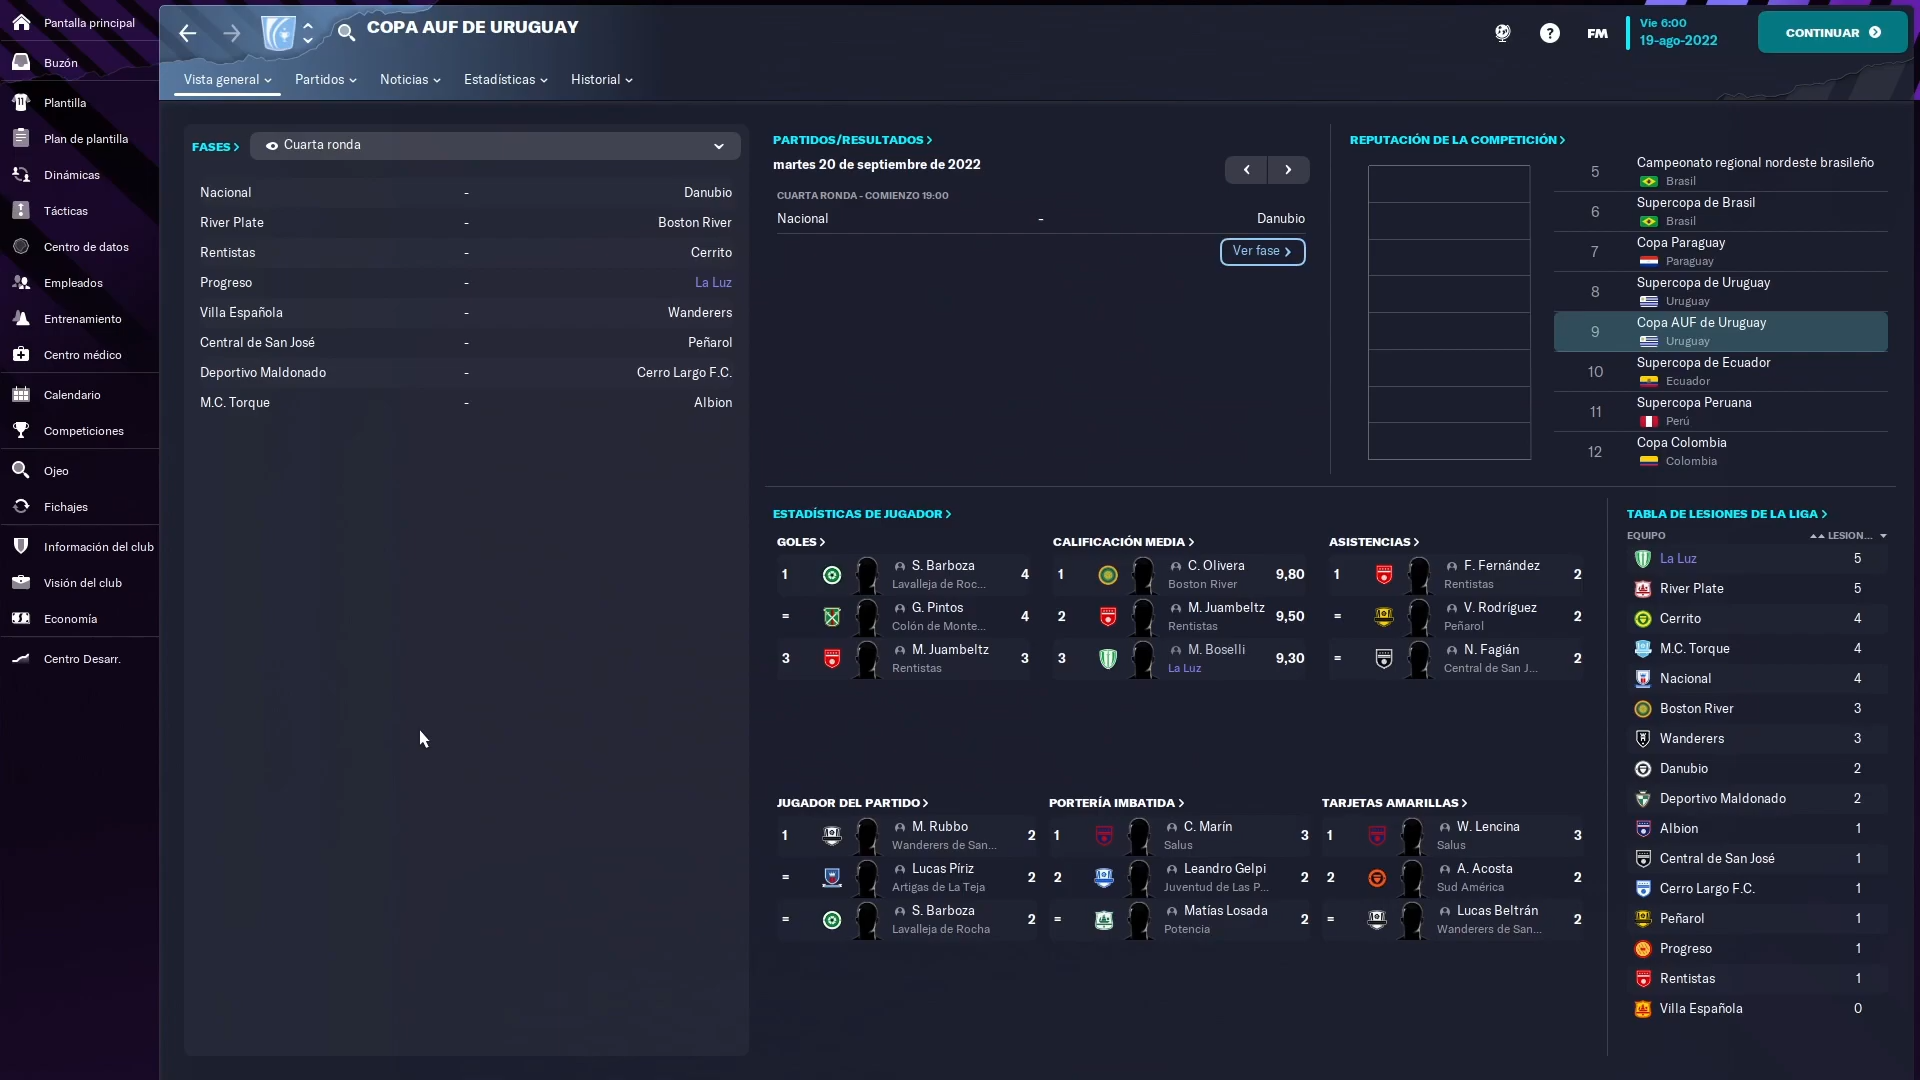 Pantalla principal
Buzón
Plantilla
Plan de plantilla
Dinámicas
Tácticas
Centro de datos
Empleados
Entrenamiento
Centro médico
Calendario
Competiciones
Ojeo
Fichajes
Información del club
Visión del club
Economía
Centro Desarr.
COPA AUF DE URUGUAY
FM
Vie 6:00
19-ago-2022
CONTINUAR
Vista general
Partidos
Noticias
Estadísticas
Historial
FASES
Cuarta ronda
Nacional - Danubio
River Plate - Boston River
Rentistas - Cerrito
Progreso - La Luz
Villa Española - Wanderers
Central de San José - Peñarol
Deportivo Maldonado - Cerro Largo F.C.
M.C. Torque - Albion
PARTIDOS/RESULTADOS
martes 20 de septiembre de 2022
CUARTA RONDA - COMIENZO 19:00
Nacional - Danubio
Ver fase
REPUTACIÓN DE LA COMPETICIÓN
5 Campeonato regional nordeste brasileño
Brasil
6 Supercopa de Brasil
Brasil
7 Copa Paraguay
Paraguay
8 Supercopa de Uruguay
Uruguay
9 Copa AUF de Uruguay
Uruguay
10 Supercopa de Ecuador
Ecuador
11 Supercopa Peruana
Perú
12 Copa Colombia
Colombia
ESTADÍSTICAS DE JUGADOR
GOLES
1 S. Barboza 4
Lavalleja de Roc...
= G. Pintos 4
Colón de Monte...
3 M. Juambeltz 3
Rentistas
CALIFICACIÓN MEDIA
1 C. Olivera 9,80
Boston River
2 M. Juambeltz 9,50
Rentistas
3 M. Boselli 9,30
La Luz
ASISTENCIAS
1 F. Fernández 2
Rentistas
= V. Rodríguez 2
Peñarol
= N. Fagián 2
Central de San J...
JUGADOR DEL PARTIDO
1 M. Rubbo 2
Wanderers de San...
= Lucas Píriz 2
Artigas de La Teja
= S. Barboza 2
Lavalleja de Rocha
PORTERÍA IMBATIDA
1 C. Marín 3
Salus
2 Leandro Gelpi 2
Juventud de Las P...
= Matías Losada 2
Potencia
TARJETAS AMARILLAS
1 W. Lencina 3
Salus
2 A. Acosta 2
Sud América
= Lucas Beltrán 2
Wanderers de San...
TABLA DE LESIONES DE LA LIGA
EQUIPO LESION...
La Luz 5
River Plate 5
Cerrito 4
M.C. Torque 4
Nacional 4
Boston River 3
Wanderers 3
Danubio 2
Deportivo Maldonado 2
Albion 1
Central de San José 1
Cerro Largo F.C. 1
Peñarol 1
Progreso 1
Rentistas 1
Villa Española 0